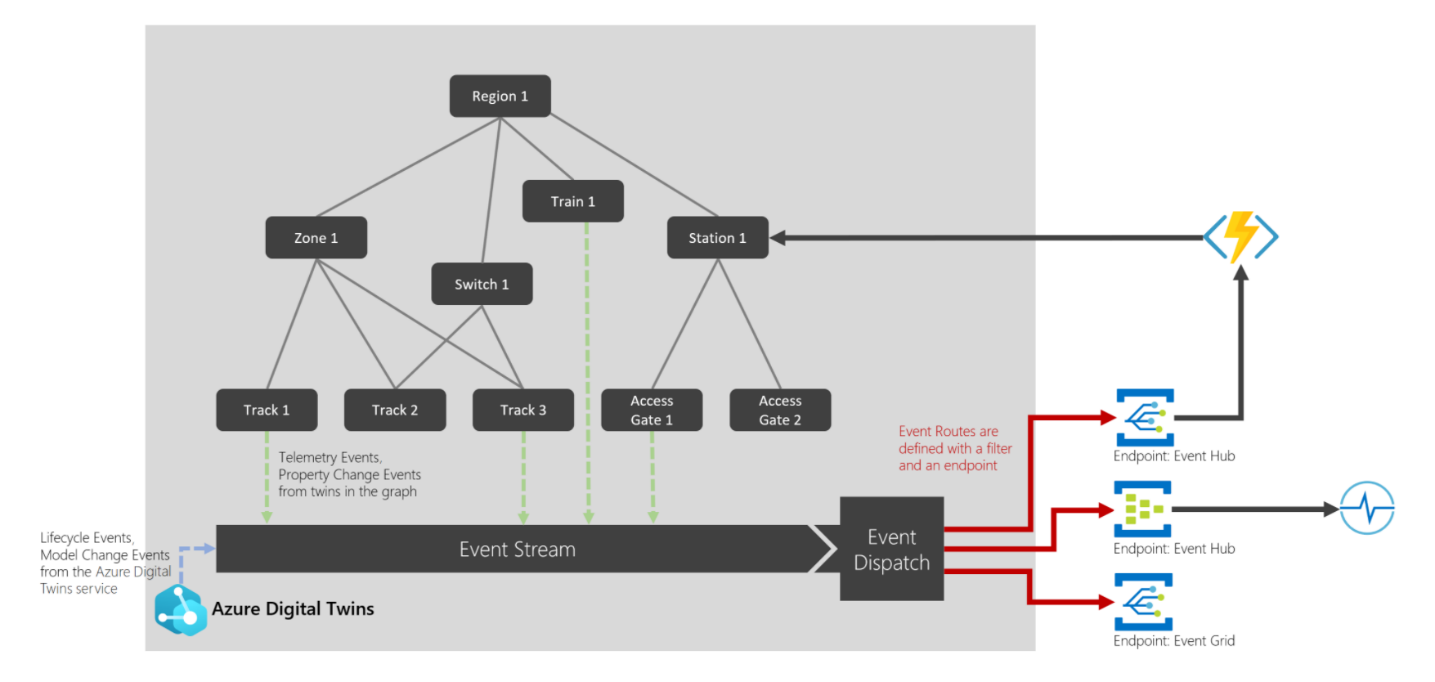 Region 1
Train 1
Zone 1
Station 1
Switch 1
Track 1
Track 2
Track 3
Access
Gate 1
Access
Gate 2
Event Routes are
defined with a filter
and an endpoint
Endpoint: Event Hub
Telemetry Events,
Property Change Events
from twins in the graph
Lifecycle Events,
Model Change Events
from the Azure Digital
Twins service
Event Stream
Event
Dispatch
Endpoint: Event Hub
Azure Digital Twins
Endpoint: Event Grid